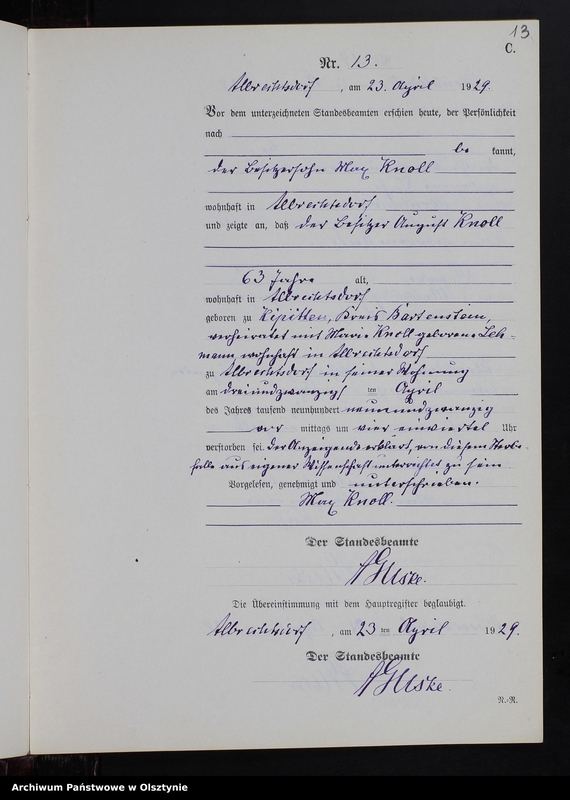 13
C.
Nr. 13.
Albrechtsdorf, am 23. April 1929.
Vor dem unterzeichneten Standesbeamten erschien heute, der Persönlichkeit
nach
be kannt,
der Besitzersohn Max Knoll
wohnhaft in Albrechtsdorf
und zeigte an, daß der Besitzer August Knoll
63 Jahre alt,
wohnhaft in Albrechtsdorf
geboren zu Kreis Bartenstein,
verheiratet mit Marie Knoll geborene Leh-
mann, wohnhaft in Albrechtsdorf
zu Albrechtsdorf in seiner Wohnung
am dreiundzwanzigsten April
des Jahres tausend neunhundert neunundzwanzig
vor mittags um vier einviertel Uhr
verstorben sei. Der Anzeigende erklärt, von diesem Sterbe-
falle aus eigener Wissenschaft unterrichtet zu sein
Vorgelesen, genehmigt und unterschrieben.
Max Knoll.
Der Standesbeamte
Die Übereinstimmung mit dem Hauptregister beglaubigt.
Albrechtsdorf, am 23ten April 1929.
Der Standesbeamte
N.-R.
Archiwum Państwowe w Olsztynie